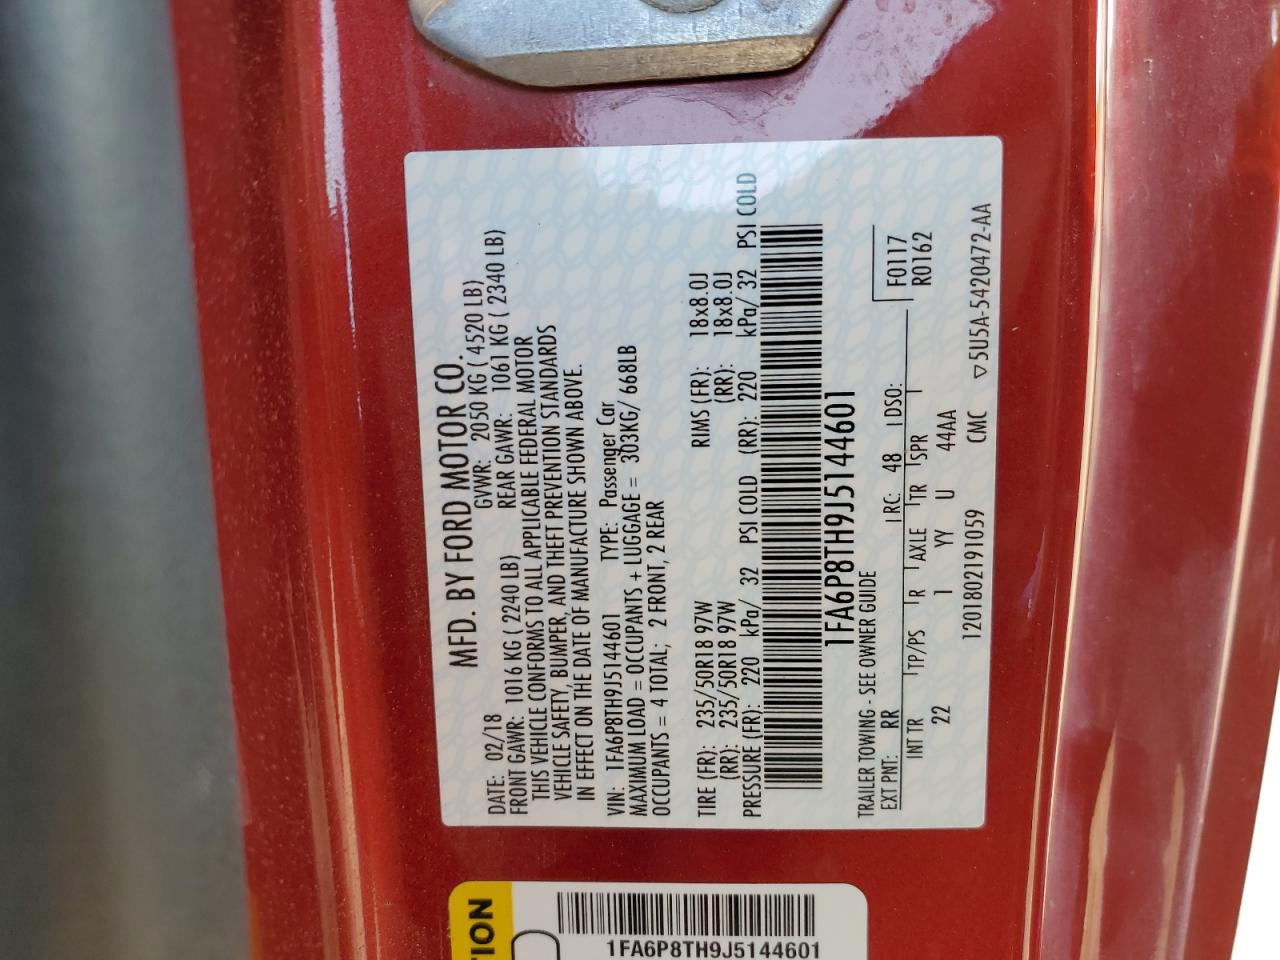 MFD. BY FORD MOTOR CO.
DATE: 02/18 GVWR: 2050 KG ( 4520 LB)
FRONT GAWR: 1016 KG ( 2240 LB) REAR GAWR: 1061 KG ( 2340 LB)
THIS VEHICLE CONFORMS TO ALL APPLICABLE FEDERAL MOTOR
VEHICLE SAFETY, BUMPER, AND THEFT PREVENTION STANDARDS
IN EFFECT ON THE DATE OF MANUFACTURE SHOWN ABOVE.
VIN: 1FA6P8TH9J5144601 TYPE: Passenger Car
MAXIMUM LOAD = OCCUPANTS + LUGGAGE = 303KG/ 668LB
OCCUPANTS = 4 TOTAL; 2 FRONT, 2 REAR
TIRE (FR): 235/50R18 97W RIMS (FR): 18x8.0J
(RR): 235/50R18 97W (RR): 18x8.0J
PRESSURE (FR): 220 kPa/ 32 PSI COLD (RR): 220 kPa/ 32 PSI COLD
1FA6P8TH9J5144601
TRAILER TOWING - SEE OWNER GUIDE
EXT PNT: RR RC: 48 DSO: F0117
INT TR TP/PS R AXLE TR SPR R0162
22 I YY U 44AA
1201802191059 CMC ▽5U5A-5420472-AA
TION
1FA6P8TH9J5144601